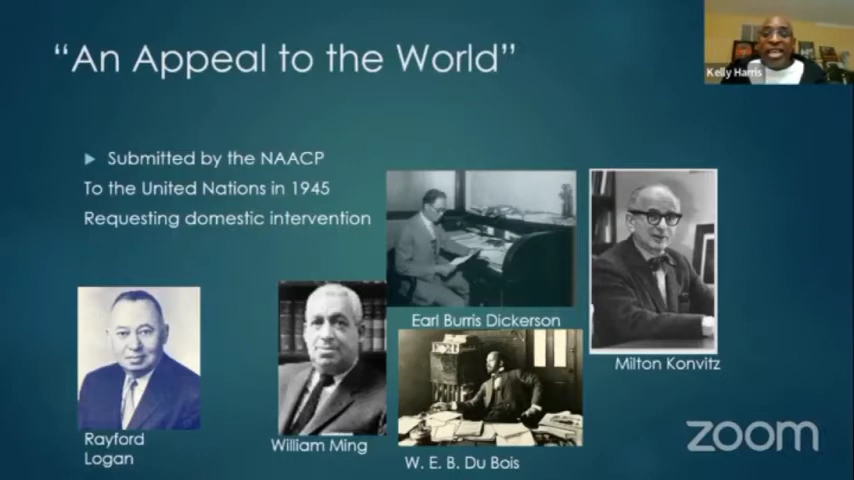 “An Appeal to the World”
Kelly Harris
Submitted by the NAACP
To the United Nations in 1945
Requesting domestic intervention
Earl Burris Dickerson
Milton Konvitz
Rayford
Logan
William Ming
W. E. B. Du Bois
zoom